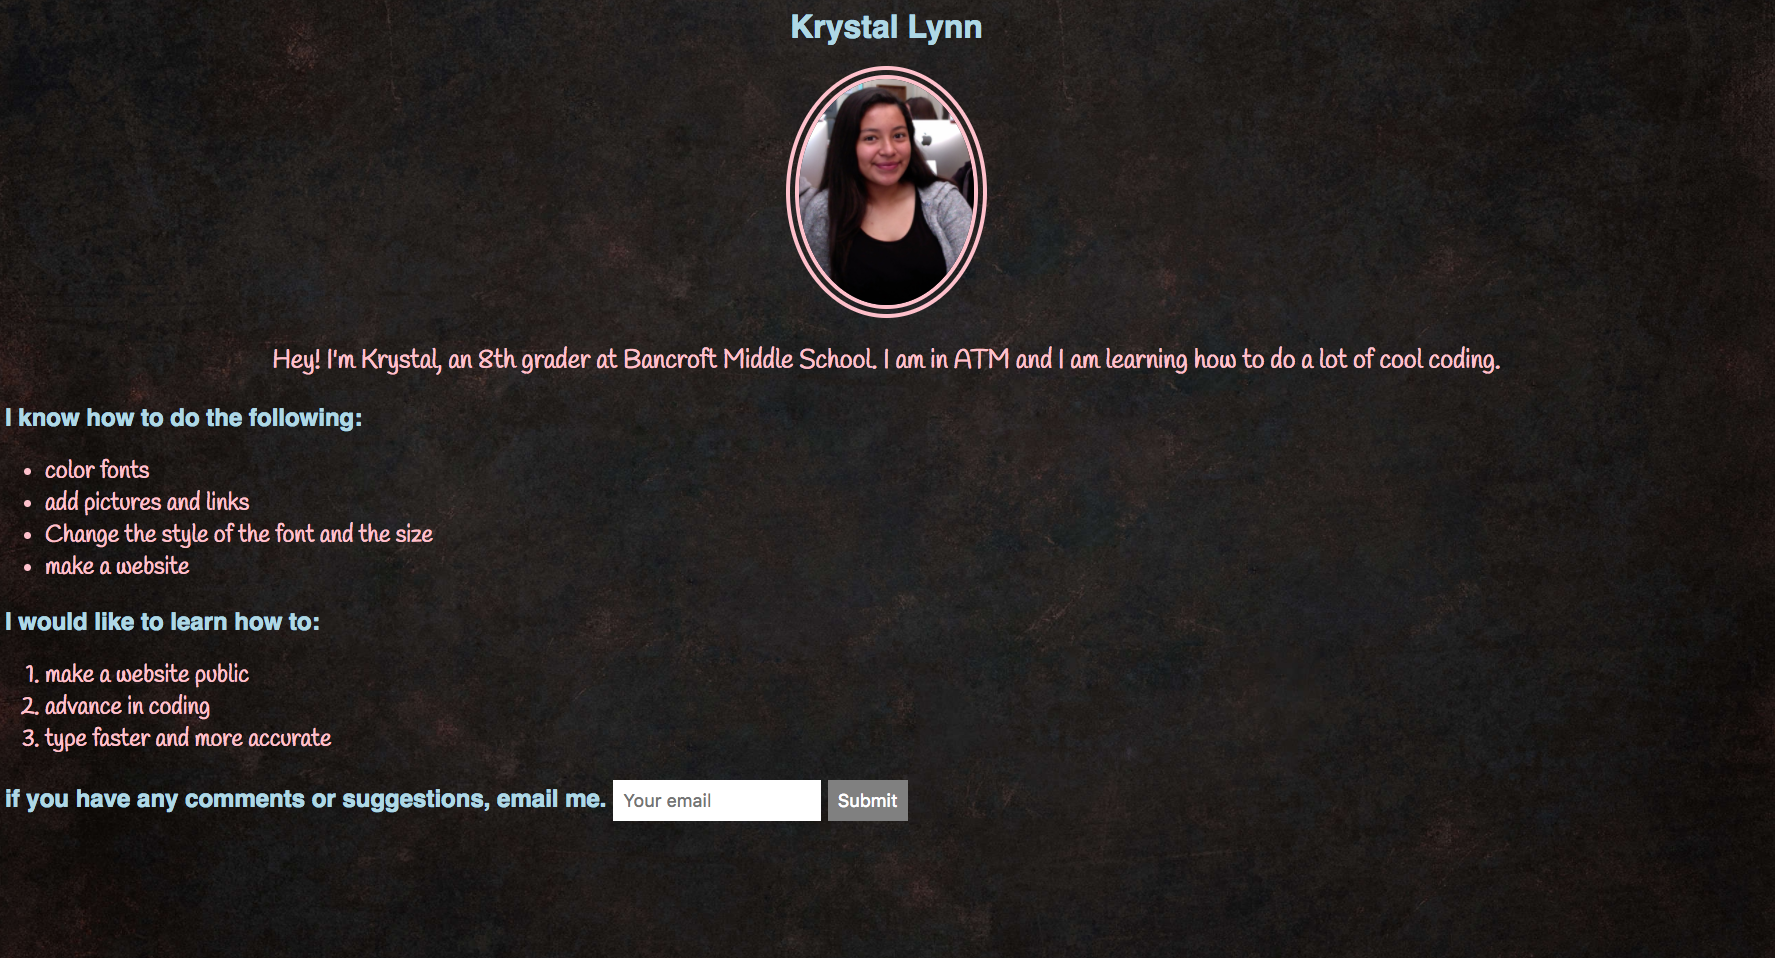 Krystal Lynn
Hey! I'm Krystal, an 8th grader at Bancroft Middle School. I am in ATM and I am learning how to do a lot of cool coding.
I know how to do the following:
• color fonts
• add pictures and links
• Change the style of the font and the size
• make a website
I would like to learn how to:
1. make a website public
2. advance in coding
3. type faster and more accurate
if you have any comments or suggestions, email me. Your email Submit